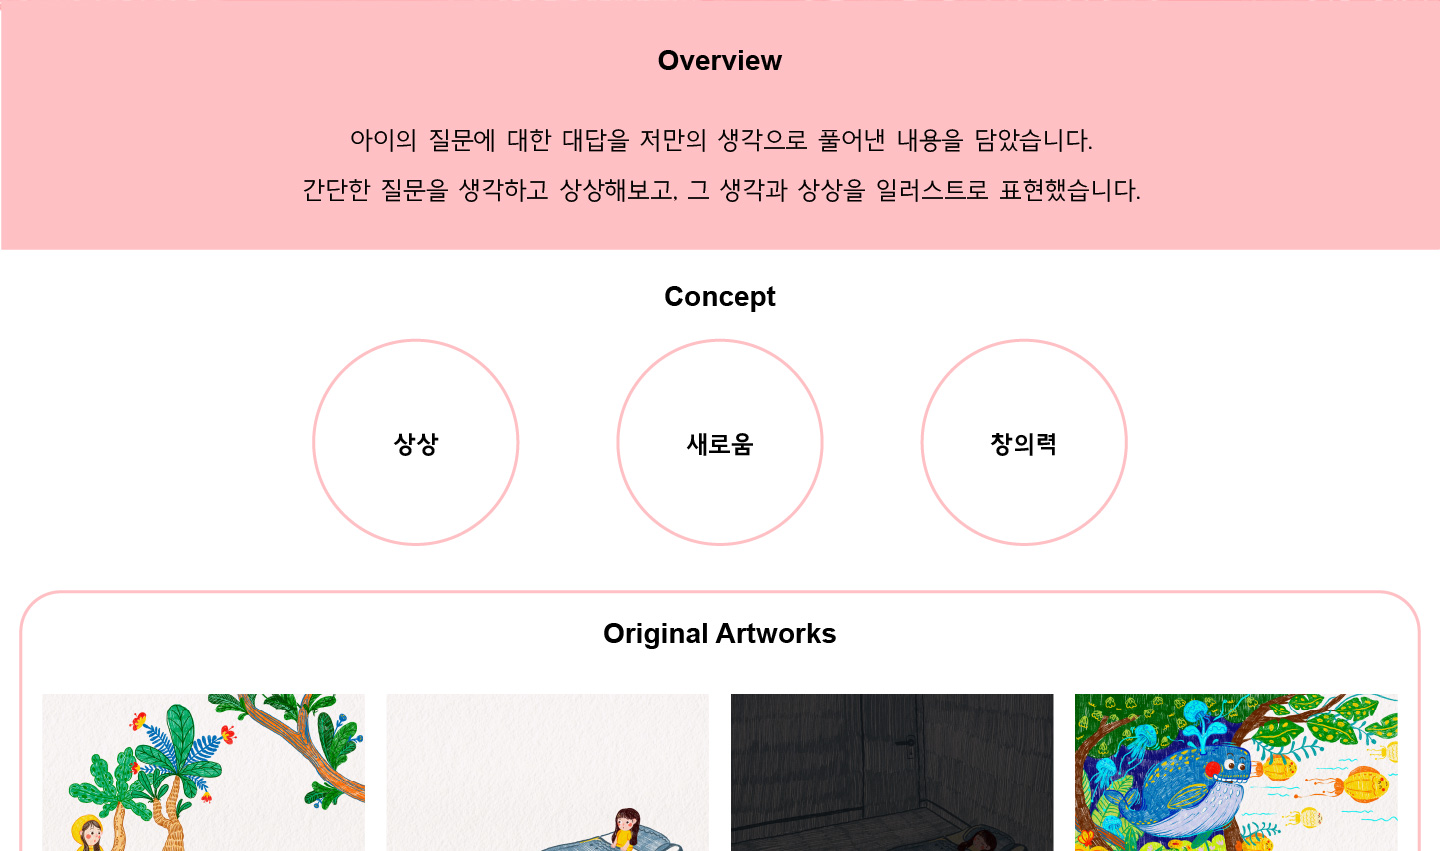 Overview
아이의 질문에 대한 대답을 저만의 생각으로 풀어낸 내용을 담았습니다.
간단한 질문을 생각하고 상상해보고, 그 생각과 상상을 일러스트로 표현했습니다.
Concept
상상
새로움
창의력
Original Artworks